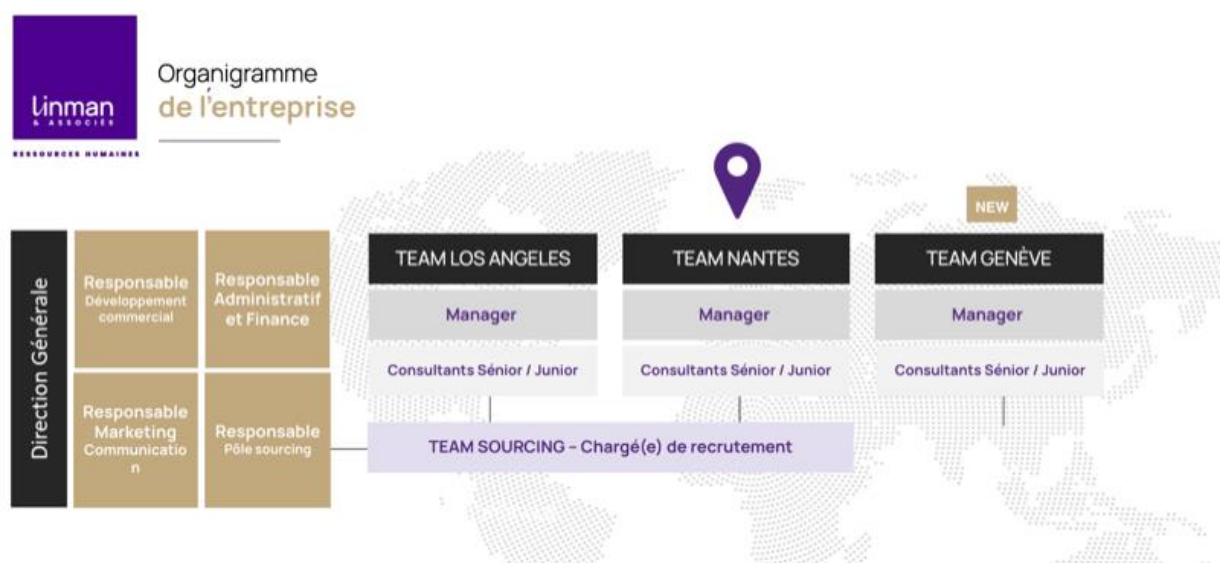 Linman
& ASSOCIÉS
RESSOURCES HUMAINES
Organigramme
de l'entreprise
NEW
Direction Générale
Responsable
Développement
commercial
Responsable
Administratif
et Finance
Responsable
Marketing
Communicatio
n
Responsable
Pôle sourcing
TEAM LOS ANGELES
Manager
Consultants Sénior / Junior
TEAM NANTES
Manager
Consultants Sénior / Junior
TEAM GENÈVE
Manager
Consultants Sénior / Junior
TEAM SOURCING – Chargé(e) de recrutement